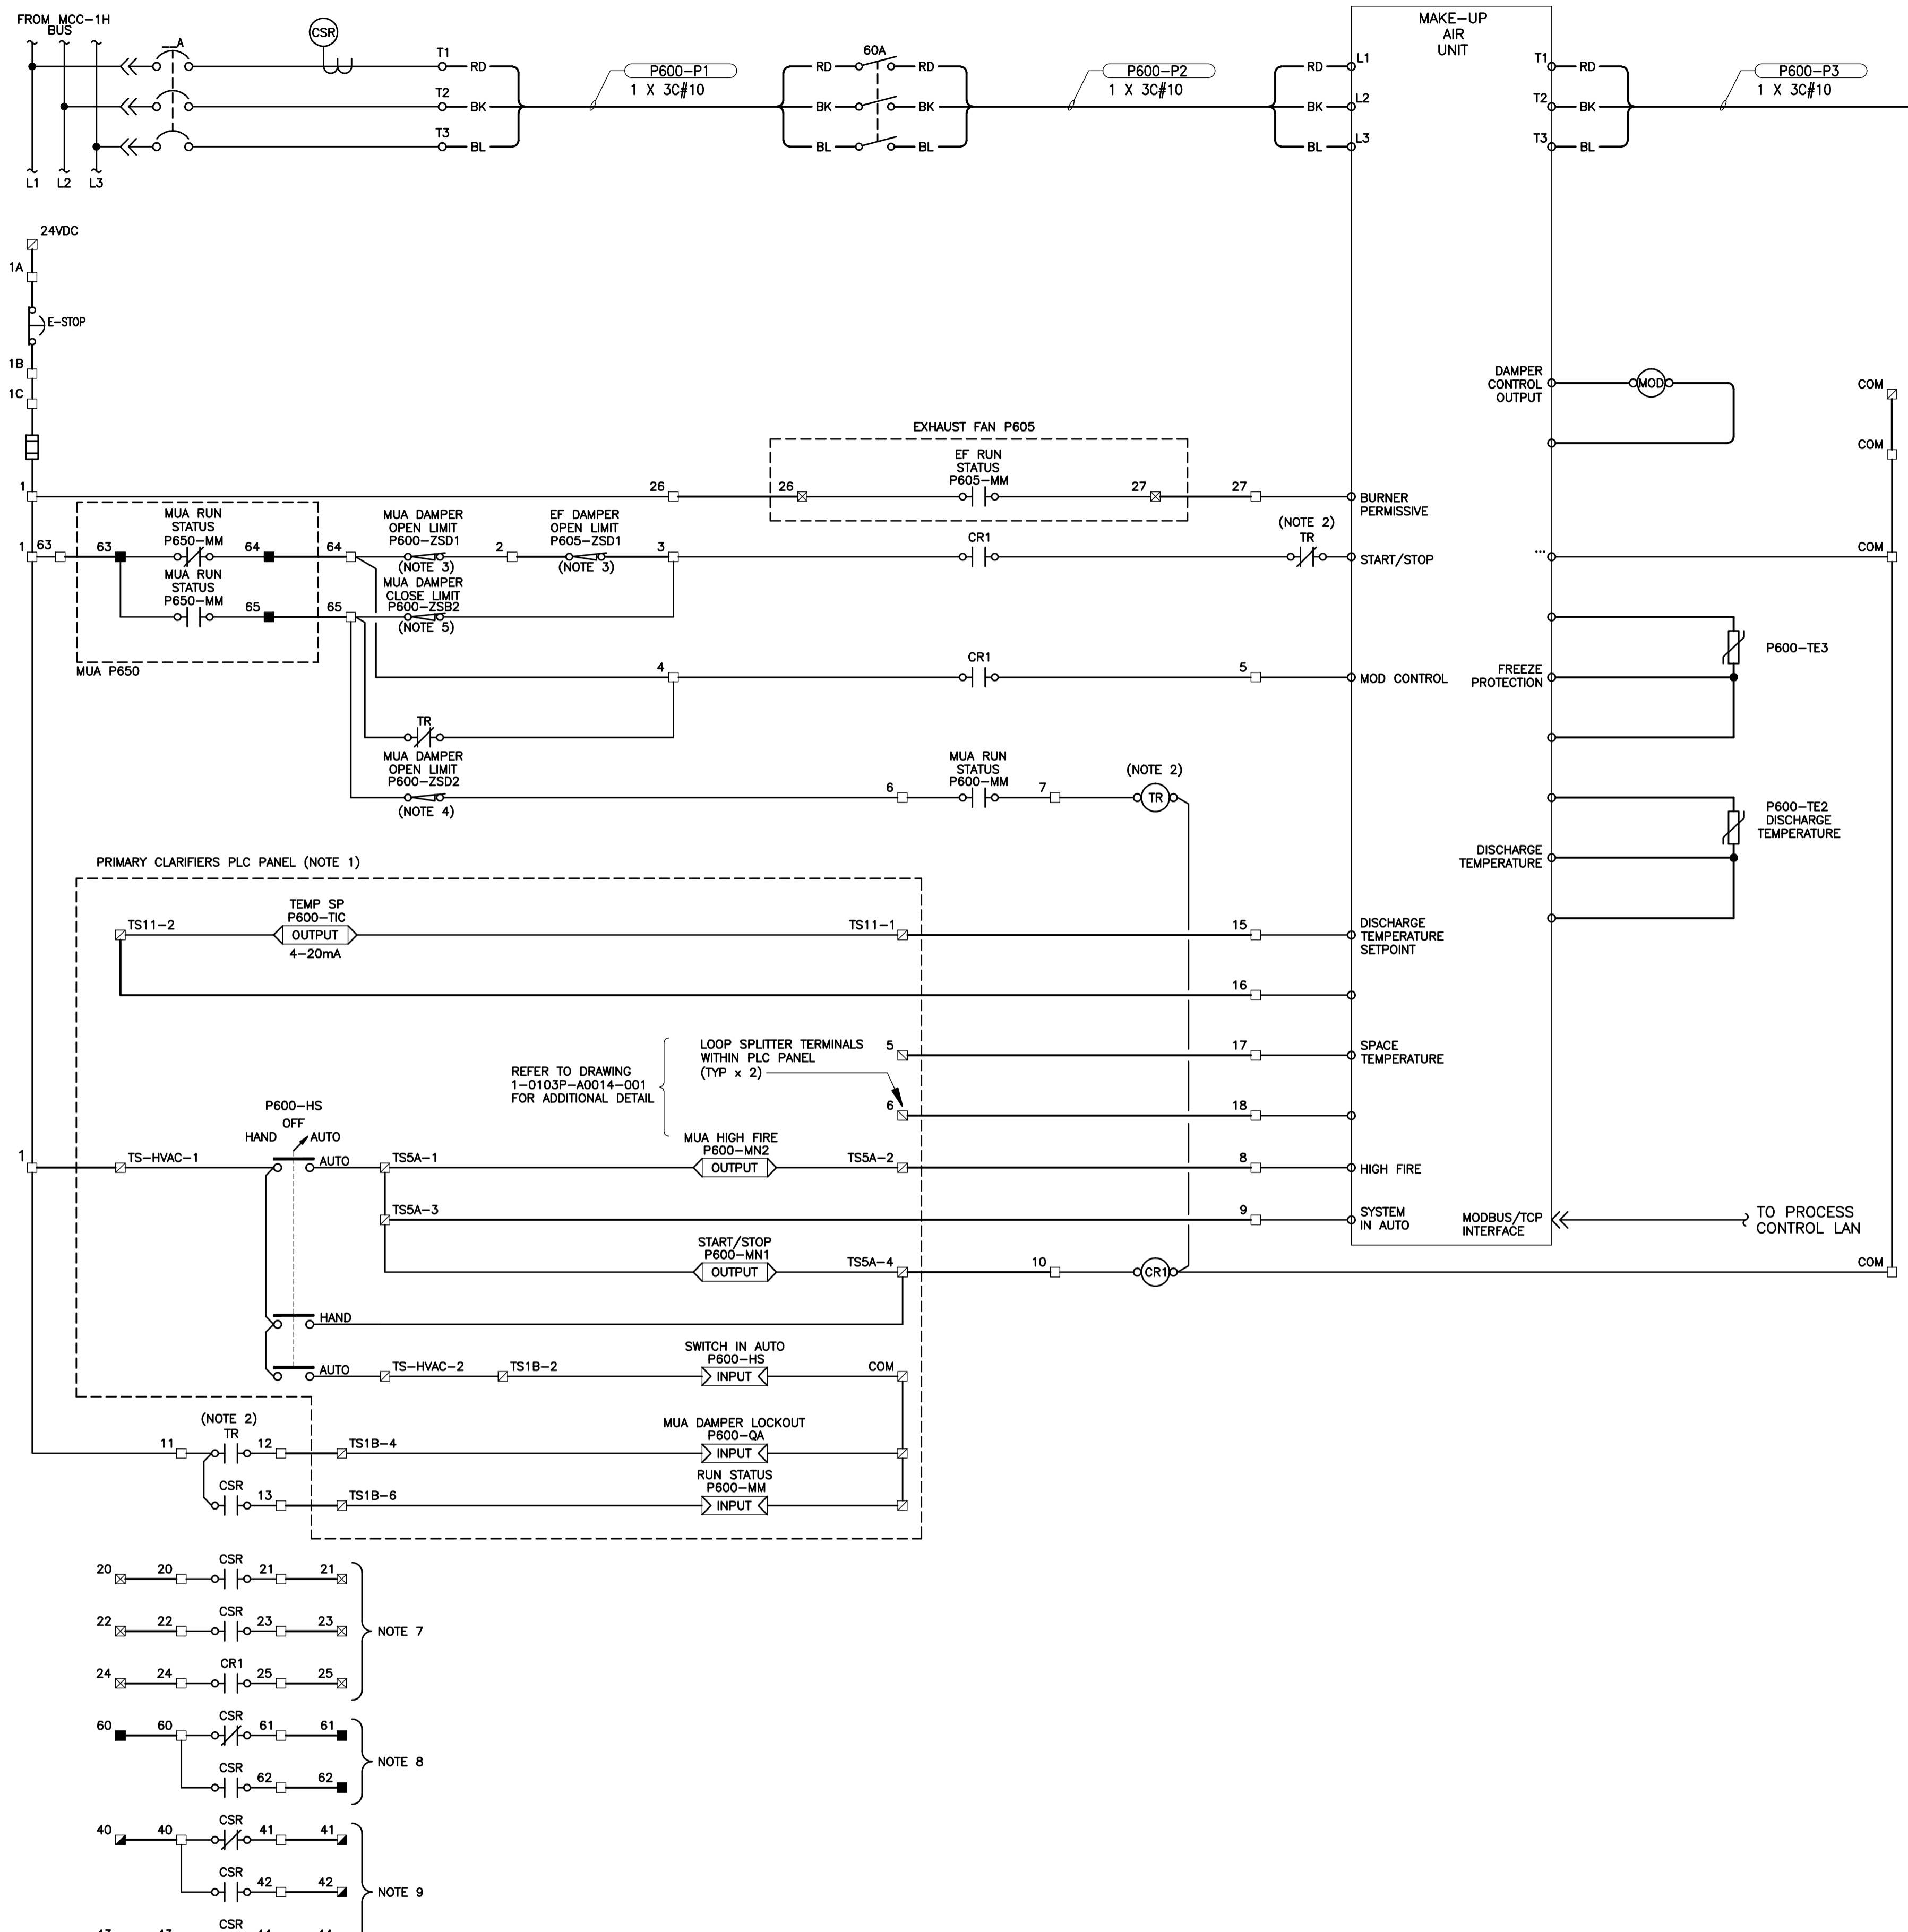 FROM MCC-1H
BUS
__A
CSR
T1
RD
T2
BK
T3
BL
L1
L2
L3
P600-P1
1 X 3C#10
60A
RD
RD
BK
BK
BL
BL
P600-P2
1 X 3C#10
RD
BK
BL
L1
L2
L3
MAKE-UP
AIR
UNIT
T1
RD
T2
BK
T3
BL
P600-P3
1 X 3C#10
24VDC
1A
E-STOP
1B
1C
DAMPER
CONTROL
OUTPUT
MOD
COM
COM
EXHAUST FAN P605
EF RUN
STATUS
P605-MM
1
26
26
27
27
BURNER
PERMISSIVE
MUA RUN
STATUS
P650-MM
MUA DAMPER
OPEN LIMIT
P600-ZSD1
EF DAMPER
OPEN LIMIT
P605-ZSD1
(NOTE 2)
1
63
63
64
64
(NOTE 3)
2
(NOTE 3)
3
CR1
TR
START/STOP
...
COM
MUA RUN
STATUS
P650-MM
65
65
MUA DAMPER
CLOSE LIMIT
P600-ZSB2
(NOTE 5)
MUA P650
P600-TE3
4
CR1
5
MOD CONTROL
FREEZE
PROTECTION
TR
MUA DAMPER
OPEN LIMIT
P600-ZSD2
(NOTE 4)
6
MUA RUN
STATUS
P600-MM
7
(NOTE 2)
TR
P600-TE2
DISCHARGE
TEMPERATURE
DISCHARGE
TEMPERATURE
PRIMARY CLARIFIERS PLC PANEL (NOTE 1)
TS11-2
TEMP SP
P600-TIC
OUTPUT
4-20mA
TS11-1
15
DISCHARGE
TEMPERATURE
SETPOINT
16
REFER TO DRAWING
1-0103P-A0014-001
FOR ADDITIONAL DETAIL
LOOP SPLITTER TERMINALS
WITHIN PLC PANEL
(TYP x 2)
5
17
SPACE
TEMPERATURE
6
18
P600-HS
OFF
HAND
AUTO
1
TS-HVAC-1
AUTO
TS5A-1
MUA HIGH FIRE
P600-MN2
OUTPUT
TS5A-2
8
HIGH FIRE
TS5A-3
9
SYSTEM
IN AUTO
MODBUS/TCP
INTERFACE
TO PROCESS
CONTROL LAN
START/STOP
P600-MN1
OUTPUT
TS5A-4
10
CR1
COM
HAND
AUTO
TS-HVAC-2
TS1B-2
SWITCH IN AUTO
P600-HS
INPUT
COM
(NOTE 2)
11
TR
12
TS1B-4
MUA DAMPER LOCKOUT
P600-QA
INPUT
CSR
13
TS1B-6
RUN STATUS
P600-MM
INPUT
20
20
CSR
21
21
22
22
CSR
23
23
NOTE 7
24
24
CR1
25
25
60
60
CSR
61
61
NOTE 8
CSR
62
62
40
40
CSR
41
41
CSR
42
42
NOTE 9
CSR